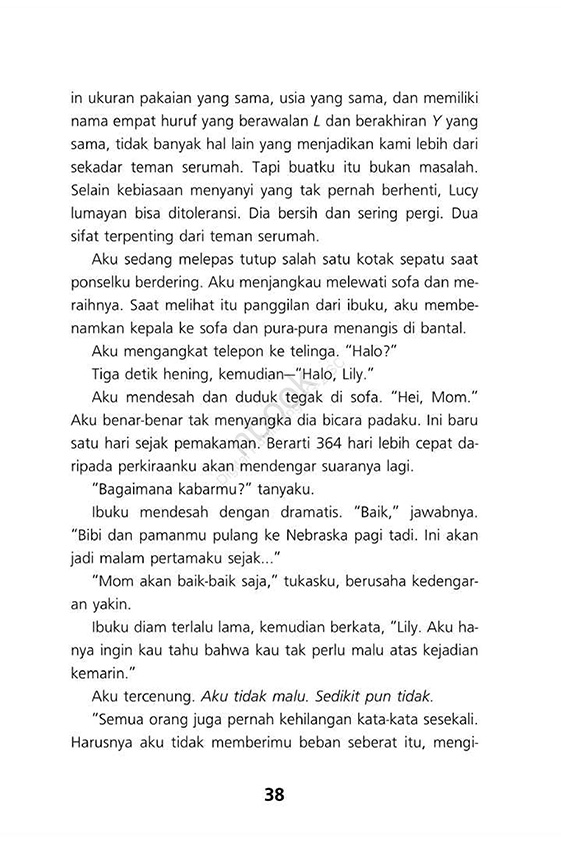 in ukuran pakaian yang sama, usia yang sama, dan memiliki
nama empat huruf yang berawalan L dan berakhiran Y yang
sama, tidak banyak hal lain yang menjadikan kami lebih dari
sekadar teman serumah. Tapi buatku itu bukan masalah.
Selain kebiasaan menyanyi yang tak pernah berhenti, Lucy
lumayan bisa ditoleransi. Dia bersih dan sering pergi. Dua
sifat terpenting dari teman serumah.
Aku sedang melepas tutup salah satu kotak sepatu saat
ponselku berdering. Aku menjangkau melewati sofa dan me-
raihnya. Saat melihat itu panggilan dari ibuku, aku membe-
namkan kepala ke sofa dan pura-pura menangis di bantal.
Aku mengangkat telepon ke telinga. “Halo?”
Tiga detik hening, kemudian—“Halo, Lily.”
Aku mendesah dan duduk tegak di sofa. “Hei, Mom.”
Aku benar-benar tak menyangka dia bicara padaku. Ini baru
satu hari sejak pemakaman. Berarti 364 hari lebih cepat da-
ripada perkiraanku akan mendengar suaranya lagi.
“Bagaimana kabarmu?” tanyaku.
Ibuku mendesah dengan dramatis. “Baik,” jawabnya.
“Bibi dan pamanmu pulang ke Nebraska pagi tadi. Ini akan
jadi malam pertamaku sejak...”
“Mom akan baik-baik saja,” tukasku, berusaha kedengar-
an yakin.
Ibuku diam terlalu lama, kemudian berkata, “Lily. Aku ha-
nya ingin kau tahu bahwa kau tak perlu malu atas kejadian
kemarin.”
Aku tercenung. Aku tidak malu. Sedikit pun tidak.
“Semua orang juga pernah kehilangan kata-kata sesekali.
Harusnya aku tidak memberimu beban seberat itu, mengi-
38